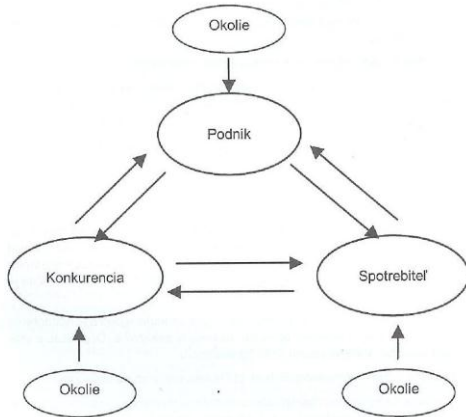 Okolie
Podnik
Konkurencia
Spotrebiteľ
Okolie
Okolie